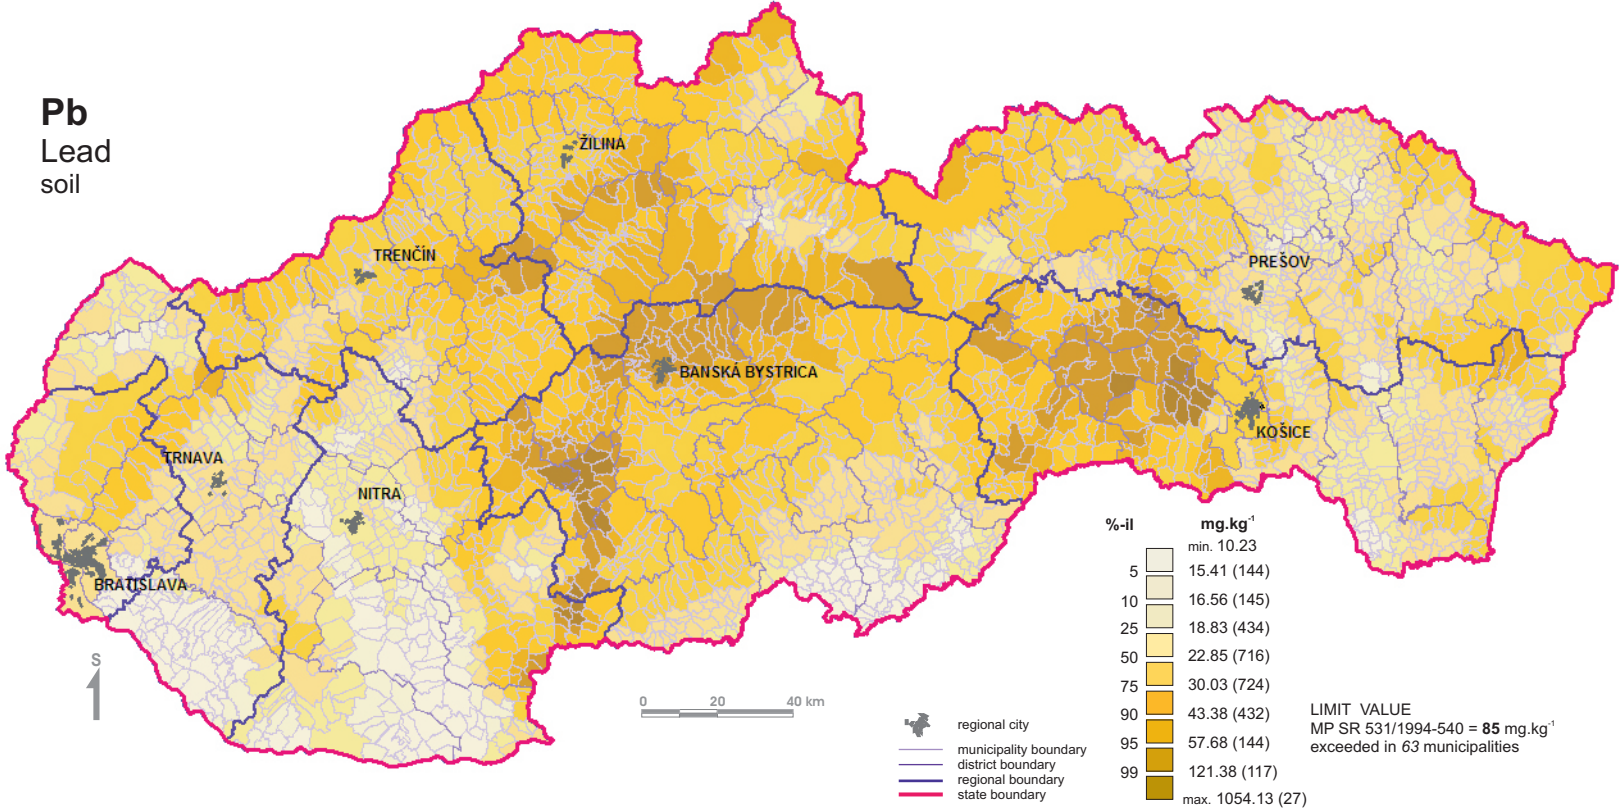 Pb
Lead
soil
ŽILINA
TRENČÍN
PREŠOV
BANSKÁ BYSTRICA
KOŠICE
TRNAVA
NITRA
BRATISLAVA
S
0 20 40 km
regional city
municipality boundary
district boundary
regional boundary
state boundary
%-il mg.kg⁻¹
min. 10.23
5 15.41 (144)
10 16.56 (145)
25 18.83 (434)
50 22.85 (716)
75 30.03 (724)
90 43.38 (432)
95 57.68 (144)
99 121.38 (117)
max. 1054.13 (27)
LIMIT VALUE
MP SR 531/1994-540 = 85 mg.kg⁻¹
exceeded in 63 municipalities